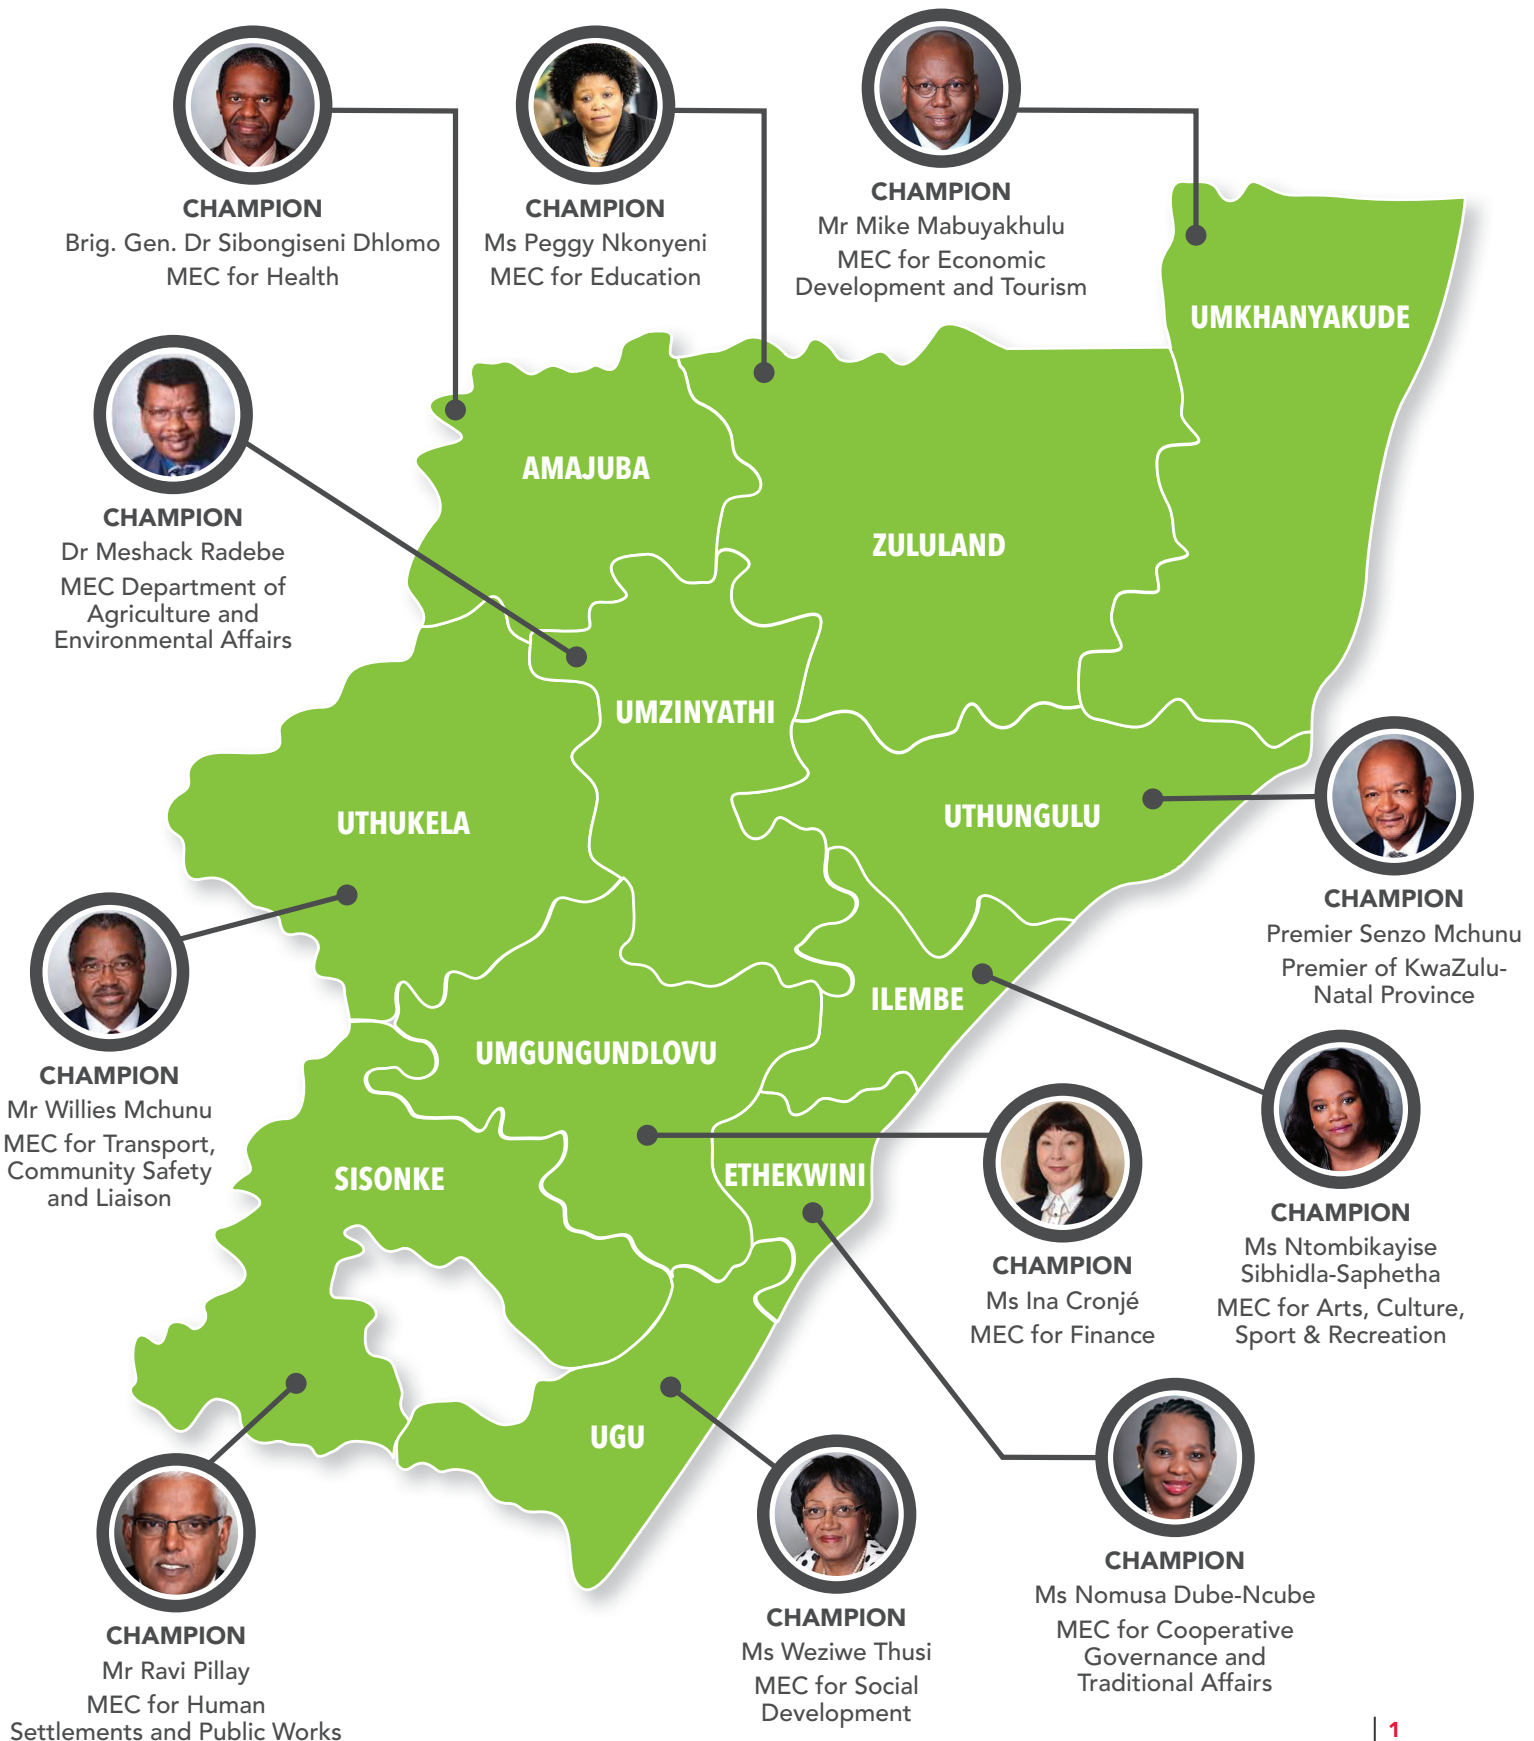 CHAMPION
Brig. Gen. Dr Sibongiseni Dhlomo
MEC for Health
CHAMPION
Ms Peggy Nkonyeni
MEC for Education
CHAMPION
Mr Mike Mabuyakhulu
MEC for Economic
Development and Tourism
UMKHANYAKUDE
AMAJUBA
CHAMPION
Dr Meshack Radebe
MEC Department of
Agriculture and
Environmental Affairs
ZULULAND
UMZINYATHI
UTHUKELA
UTHUNGULU
CHAMPION
Premier Senzo Mchunu
Premier of KwaZulu-
Natal Province
ILEMBE
UMGUNGUNDLOVU
CHAMPION
Mr Willies Mchunu
MEC for Transport,
Community Safety
and Liaison
SISONKE
ETHEKWINI
CHAMPION
Ms Ntombikayise
Sibhidla-Saphetha
MEC for Arts, Culture,
Sport & Recreation
CHAMPION
Ms Ina Cronjé
MEC for Finance
UGU
CHAMPION
Ms Nomusa Dube-Ncube
MEC for Cooperative
Governance and
Traditional Affairs
CHAMPION
Ms Weziwe Thusi
MEC for Social
Development
CHAMPION
Mr Ravi Pillay
MEC for Human
Settlements and Public Works
| 1